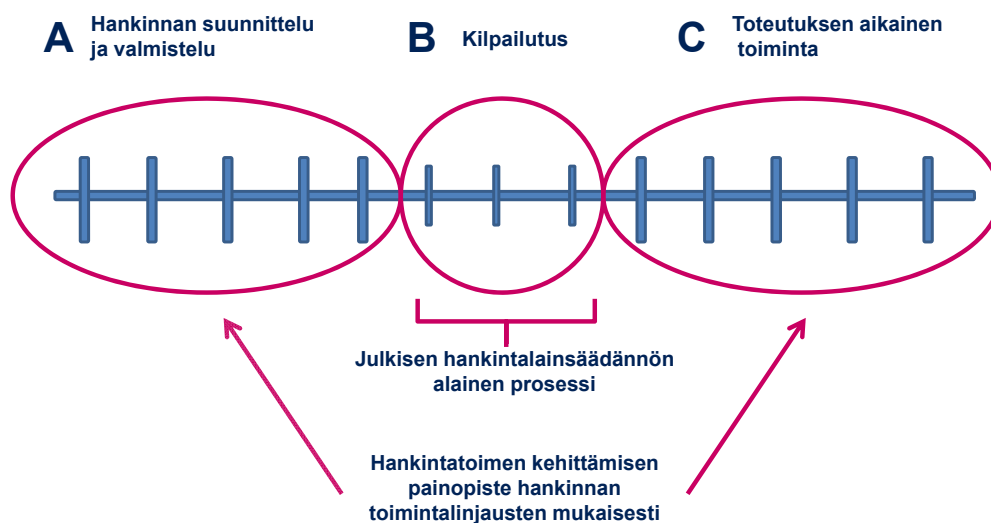 A Hankinnan suunnittelu
ja valmistelu
B Kilpailutus
C Toteutuksen aikainen
toiminta
Julkisen hankintalainsäädännön
alainen prosessi
Hankintatoimen kehittämisen
painopiste hankinnan
toimintalinjausten mukaisesti